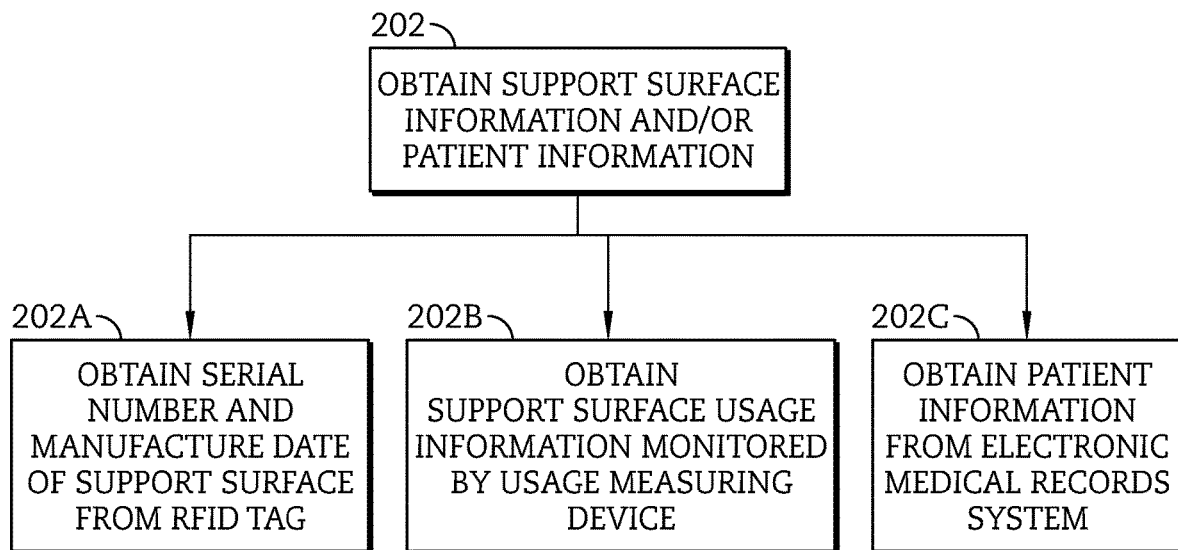 202
OBTAIN SUPPORT SURFACE
INFORMATION AND/OR
PATIENT INFORMATION
202A
OBTAIN SERIAL
NUMBER AND
MANUFACTURE DATE
OF SUPPORT SURFACE
FROM RFID TAG
202B
OBTAIN
SUPPORT SURFACE USAGE
INFORMATION MONITORED
BY USAGE MEASURING
DEVICE
202C
OBTAIN PATIENT
INFORMATION
FROM ELECTRONIC
MEDICAL RECORDS
SYSTEM